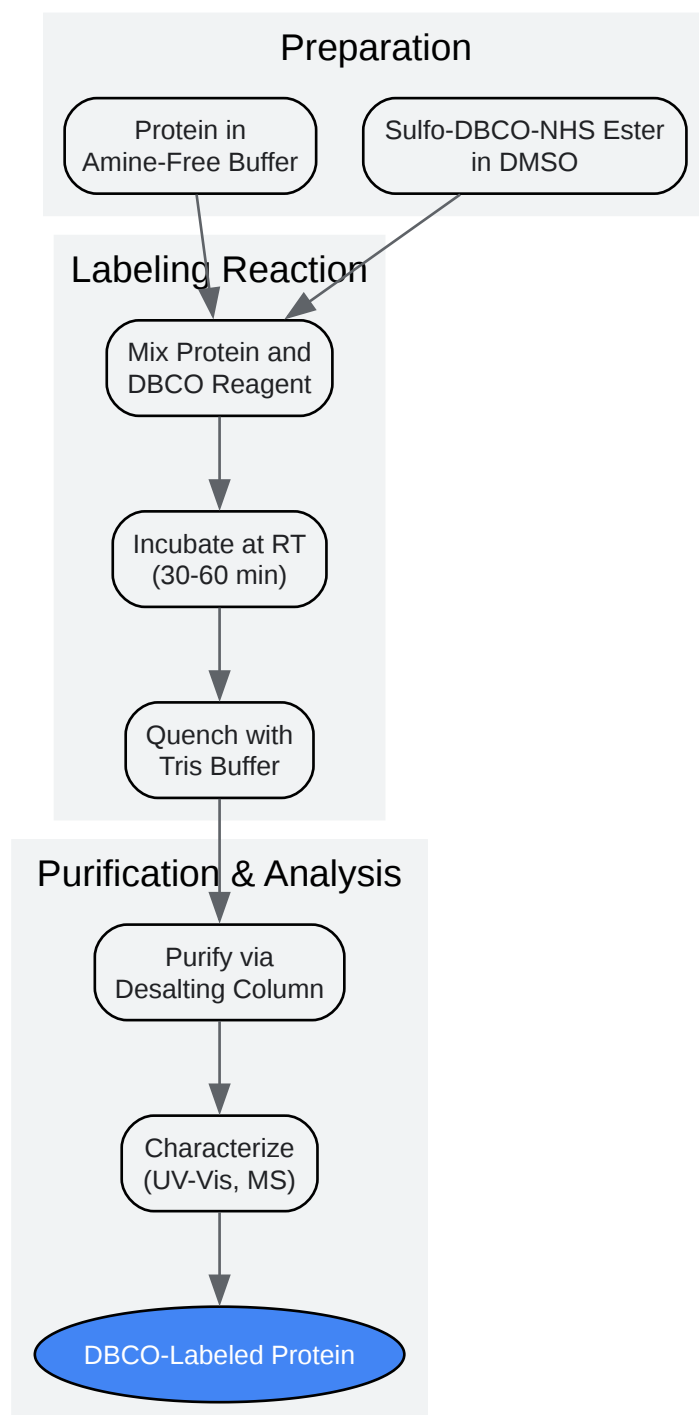 Preparation
Protein in
Amine-Free Buffer
Sulfo-DBCO-NHS Ester
in DMSO
Labeling Reaction
Mix Protein and
DBCO Reagent
Incubate at RT
(30-60 min)
Quench with
Tris Buffer
Purification & Analysis
Purify via
Desalting Column
Characterize
(UV-Vis, MS)
DBCO-Labeled Protein